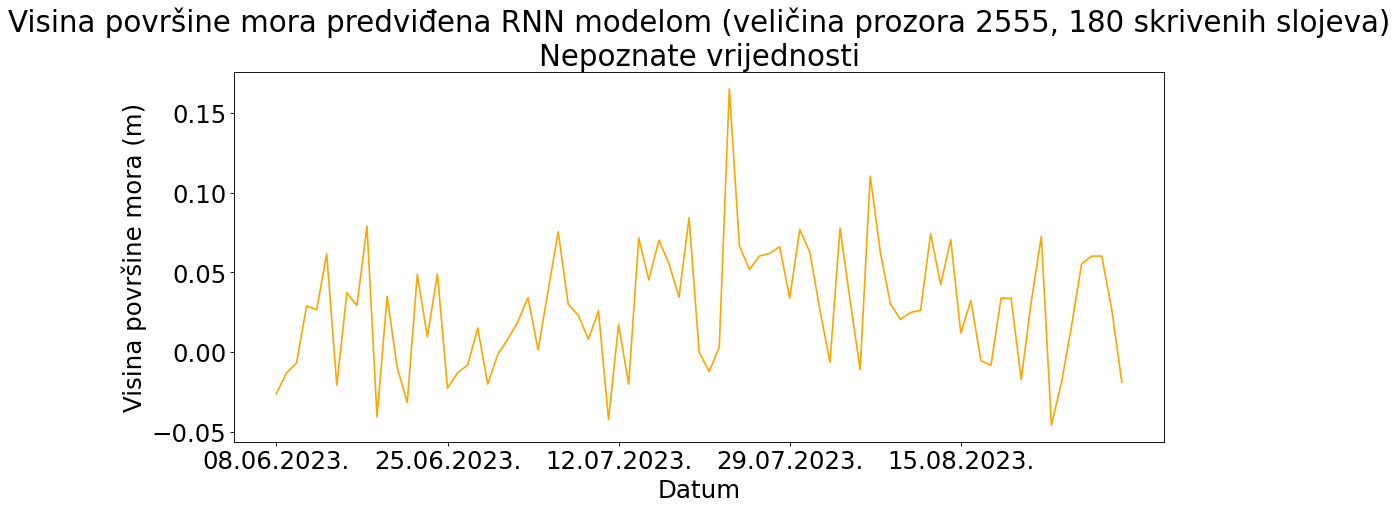 Visina površine mora predviđena RNN modelom (veličina prozora 2555, 180 skrivenih slojeva)
Nepoznate vrijednosti
Visina površine mora (m)
0.15
0.10
0.05
0.00
−0.05
08.06.2023. 25.06.2023. 12.07.2023. 29.07.2023. 15.08.2023.
Datum